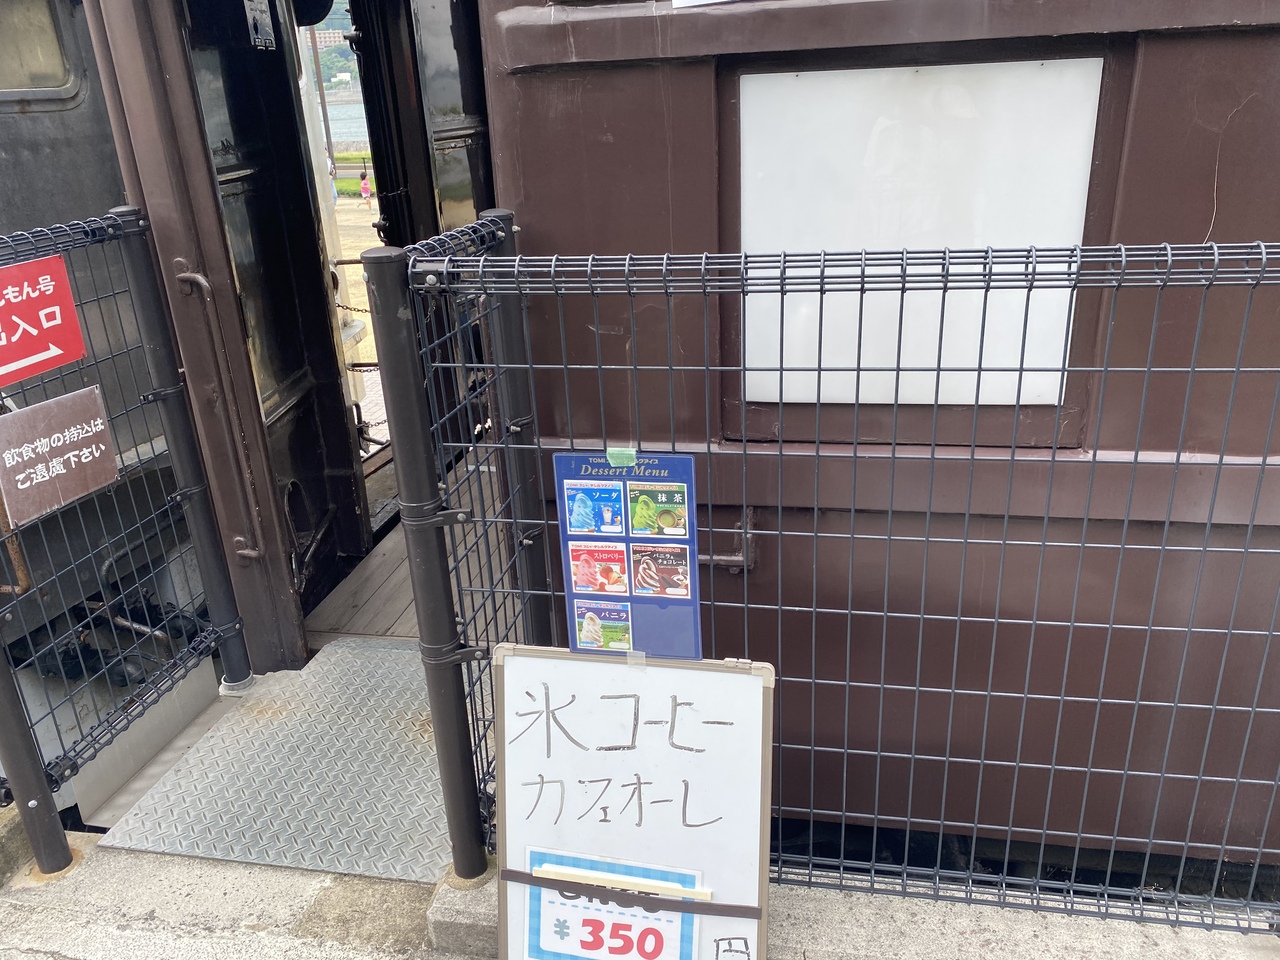 もん号
入口
飲食物の持込は
ご遠慮下さい
Dessert Menu
ソーダ
抹茶
ストロベリー
バニラ&
チョコレート
バニラ
氷コーヒー
カフェオーレ
¥350
円